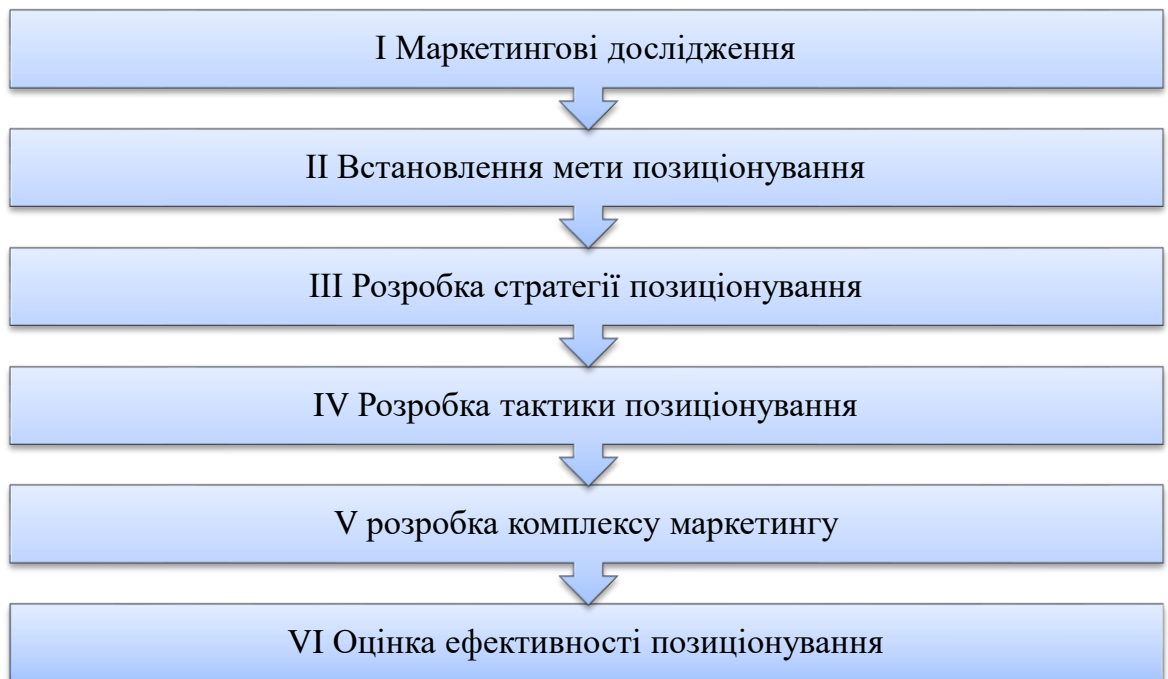 I Маркетингові дослідження
II Встановлення мети позиціонування
III Розробка стратегії позиціонування
IV Розробка тактики позиціонування
V розробка комплексу маркетингу
VI Оцінка ефективності позиціонування